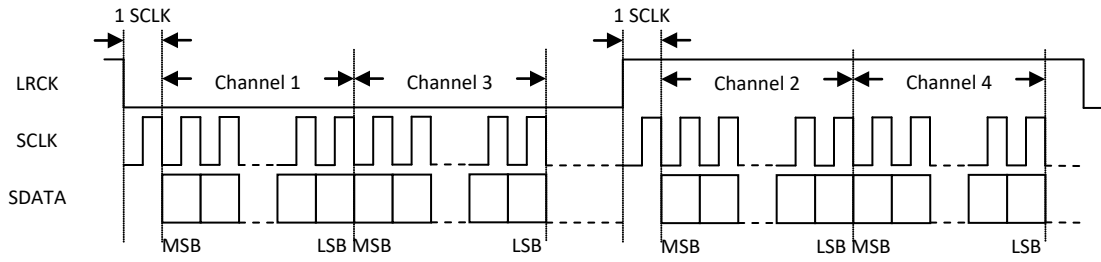 1 SCLK 1 SCLK
LRCK Channel 1 Channel 3 Channel 2 Channel 4
SCLK
SDATA
MSB LSB MSB LSB MSB LSB MSB LSB